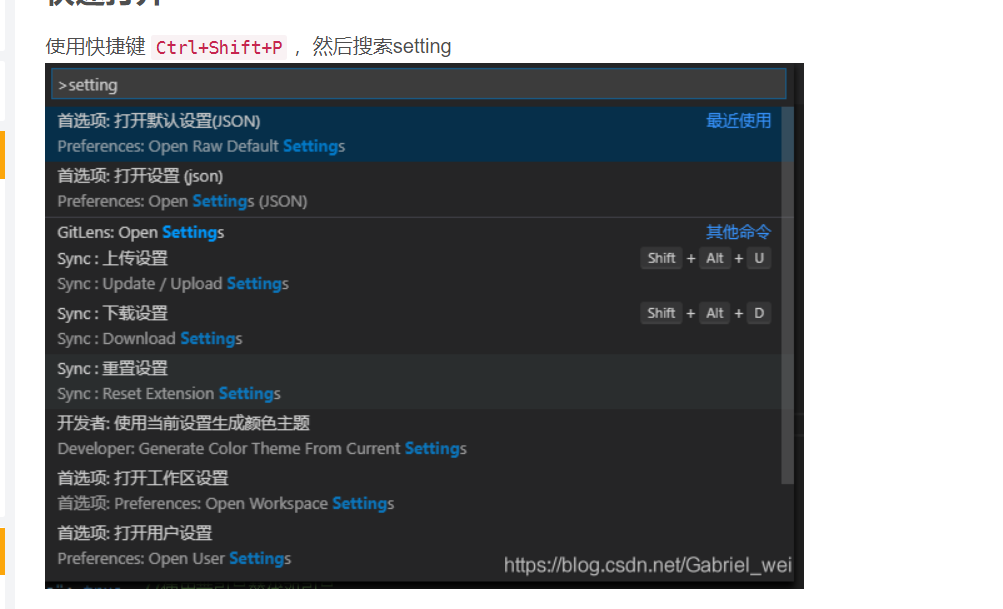 快速打开
使用快捷键 Ctrl+Shift+P ，然后搜索setting
>setting
首选项: 打开默认设置(JSON) 最近使用
Preferences: Open Raw Default Settings
首选项: 打开设置 (json)
Preferences: Open Settings (JSON)
GitLens: Open Settings 其他命令
Sync : 上传设置 Shift + Alt + U
Sync : Update / Upload Settings
Sync : 下载设置 Shift + Alt + D
Sync : Download Settings
Sync : 重置设置
Sync : Reset Extension Settings
开发者: 使用当前设置生成颜色主题
Developer: Generate Color Theme From Current Settings
首选项: 打开工作区设置
首选项: Preferences: Open Workspace Settings
首选项: 打开用户设置
Preferences: Open User Settings
https://blog.csdn.net/Gabriel_wei